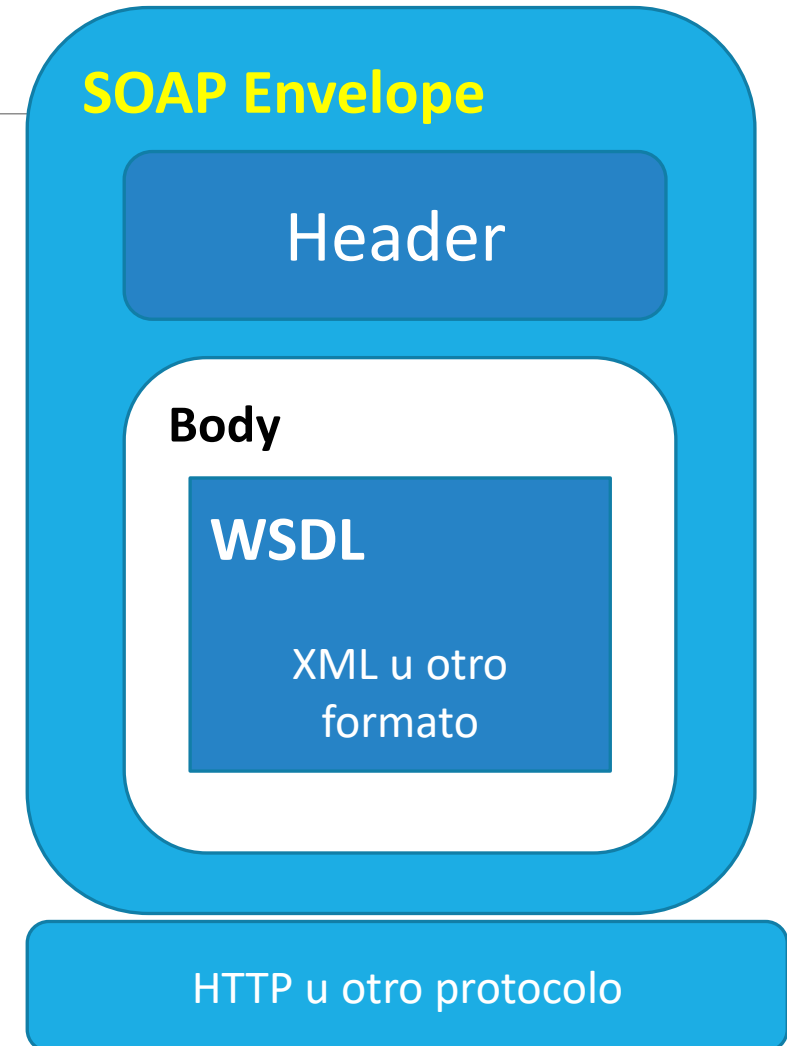 SOAP Envelope
Header
Body
WSDL
XML u otro
formato
HTTP u otro protocolo